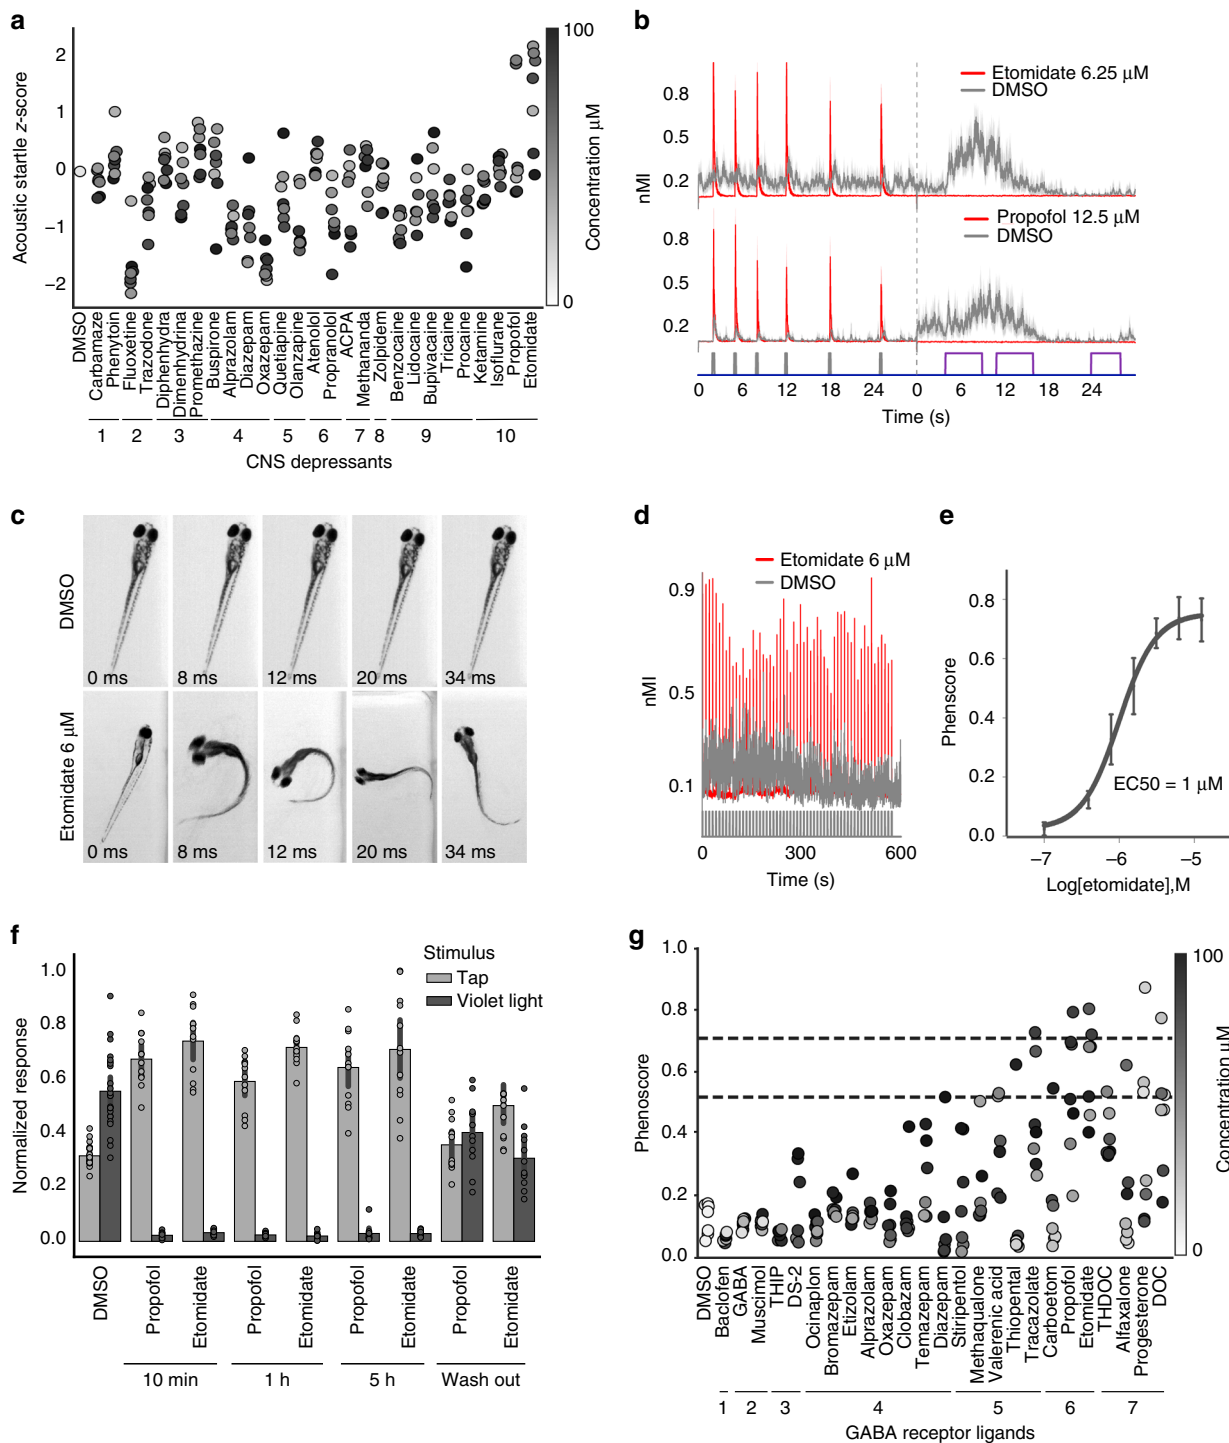 a
2
1
0
−1
−2
Acoustic startle z-score
100
0
Concentration μM
DMSO
Carbamaze
Phenytoin
Fluoxetine
Trazodone
Diphenhydra
Dimenhydrina
Promethazine
Buspirone
Alprazolam
Diazepam
Oxazepam
Quetiapine
Olanzapine
Atenolol
Propranolol
ACPA
Methananda
Zolpidem
Benzocaine
Lidocaine
Bupivacaine
Tricaine
Procaine
Ketamine
Isoflurane
Propofol
Etomidate
1 2 3 4 5 6 7 8 9 10
CNS depressants
b
Etomidate 6.25 μM
DMSO
0.8
0.5
0.2
nMI
Propofol 12.5 μM
DMSO
0.8
0.5
0.2
0 6 12 18 24 0 6 12 18 24
Time (s)
c
DMSO
0 ms 8 ms 12 ms 20 ms 34 ms
Etomidate 6 μM
0 ms 8 ms 12 ms 20 ms 34 ms
d
nMI
Etomidate 6 μM
DMSO
0.9
0.5
0.1
0 300 600
Time (s)
e
0.8
0.6
0.4
0.2
0.0
Phenscore
EC50 = 1 μM
−7 −6 −5
Log[etomidate],M
f
Stimulus
Tap
Violet light
1.0
0.8
0.6
0.4
0.2
0.0
Normalized response
DMSO
Propofol
Etomidate
Propofol
Etomidate
Propofol
Etomidate
Propofol
Etomidate
10 min 1 h 5 h Wash out
g
1.0
0.8
0.6
0.4
0.2
0.0
Phenoscore
100
0
Concentration μM
DMSO
Baclofen
GABA
Muscimol
THIP
DS-2
Ocinaplon
Bromazepam
Etizolam
Alprazolam
Oxazepam
Clobazam
Temazepam
Diazepam
Stiripentol
Methaqualone
Valerenic acid
Thiopental
Tracazolate
Carboetom
Propofol
Etomidate
THDOC
Alfaxalone
Progesterone
DOC
1 2 3 4 5 6 7
GABA receptor ligands